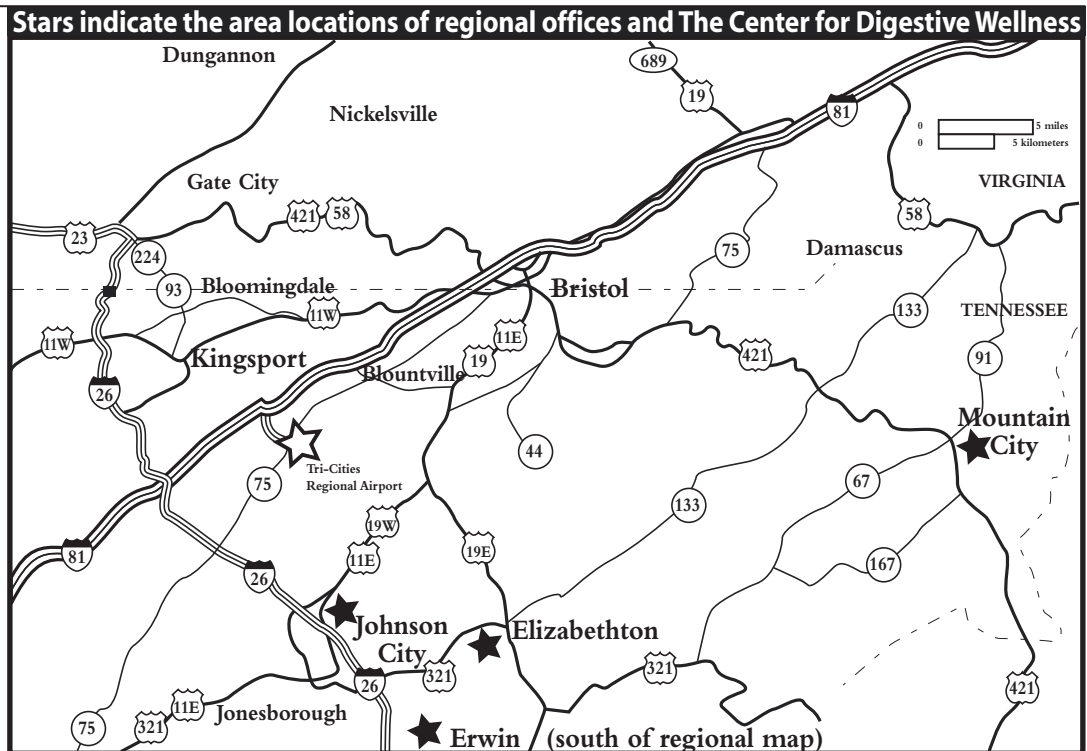 Stars indicate the area locations of regional offices and The Center for Digestive Wellness
Dungannon
689
19
Nickelsville
81
0 5 miles
0 5 kilometers
Gate City
VIRGINIA
421
58
58
23
224
75
Damascus
93
Bloomingdale
Bristol
11W
133
TENNESSEE
11W
11E
Kingsport
19
421
91
Blountville
26
Mountain
City
44
Tri-Cities
Regional Airport
75
67
133
19W
81
11E
19E
167
26
Johnson
City
Elizabethton
321
321
26
421
11E
Jonesborough
75
321
Erwin (south of regional map)